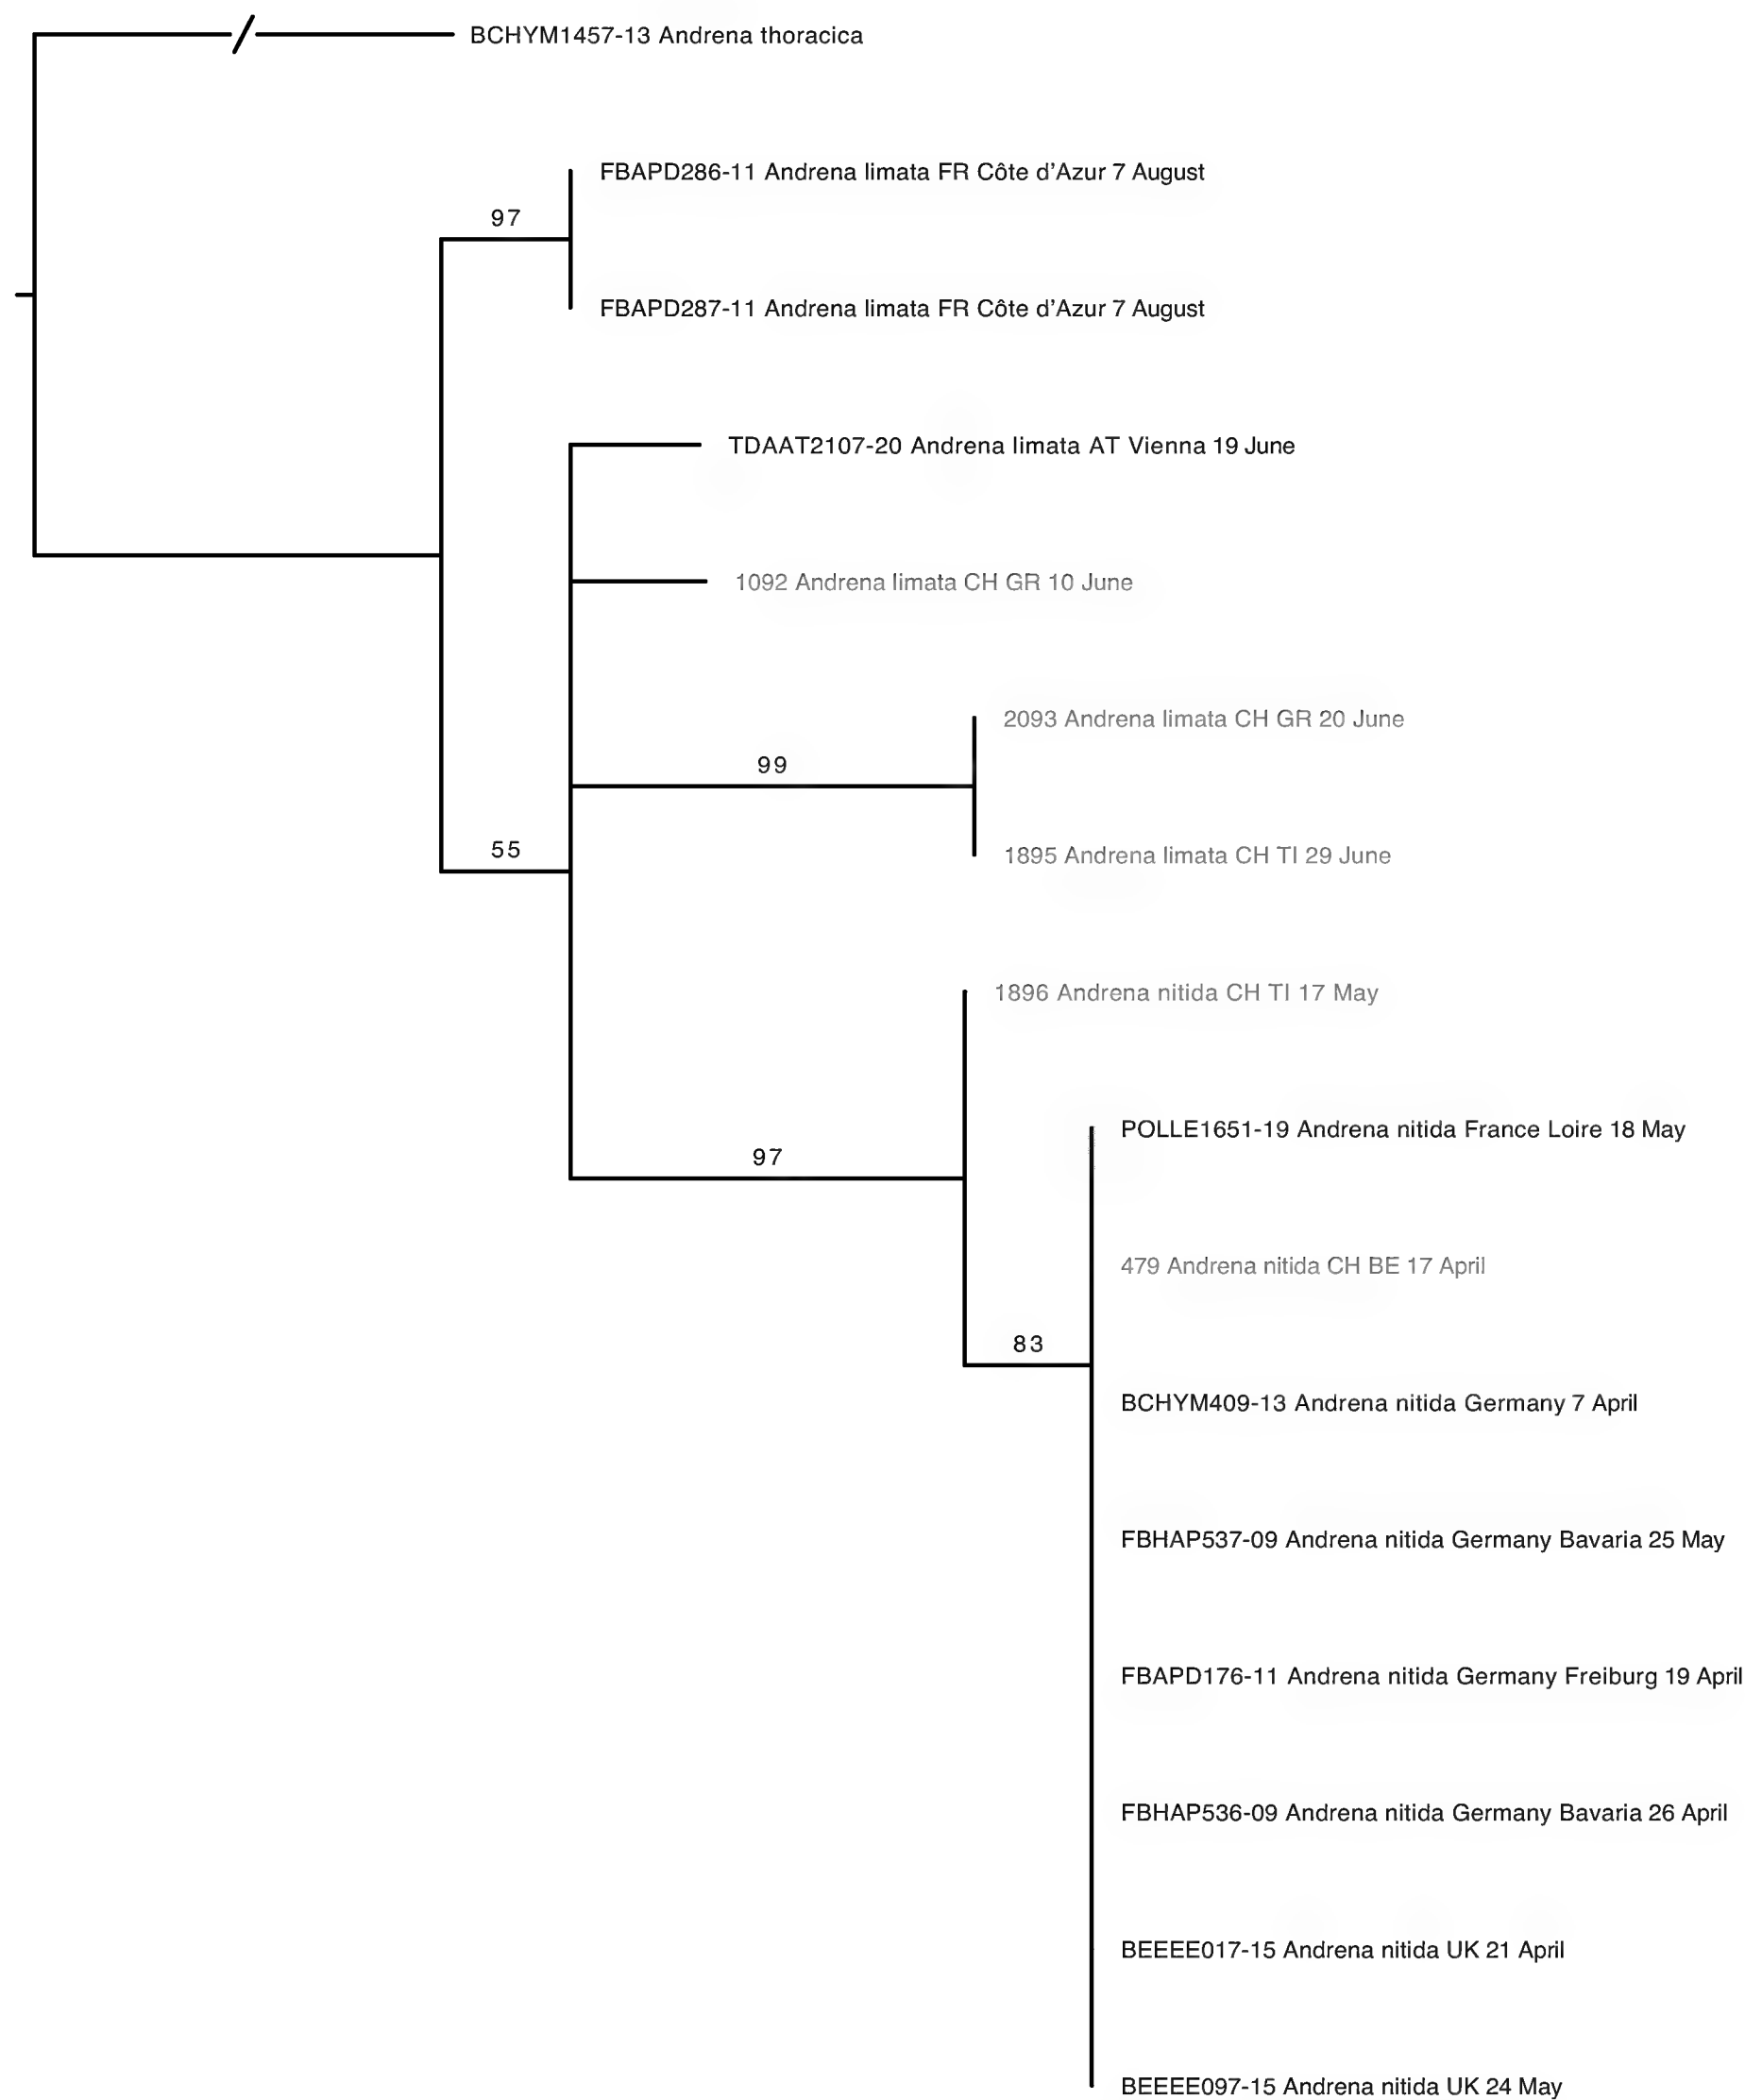 BCHYM1457-13 Andrena thoracica
FBAPD286-11 Andrena limata FR Côte d'Azur 7 August
97
FBAPD287-11 Andrena limata FR Côte d'Azur 7 August
TDAAT2107-20 Andrena limata AT Vienna 19 June
1092 Andrena limata CH GR 10 June
2093 Andrena limata CH GR 20 June
99
55
1895 Andrena limata CH TI 29 June
1896 Andrena nitida CH TI 17 May
POLLE1651-19 Andrena nitida France Loire 18 May
97
479 Andrena nitida CH BE 17 April
83
BCHYM409-13 Andrena nitida Germany 7 April
FBHAP537-09 Andrena nitida Germany Bavaria 25 May
FBAPD176-11 Andrena nitida Germany Freiburg 19 April
FBHAP536-09 Andrena nitida Germany Bavaria 26 April
BEEEE017-15 Andrena nitida UK 21 April
BEEEE097-15 Andrena nitida UK 24 May